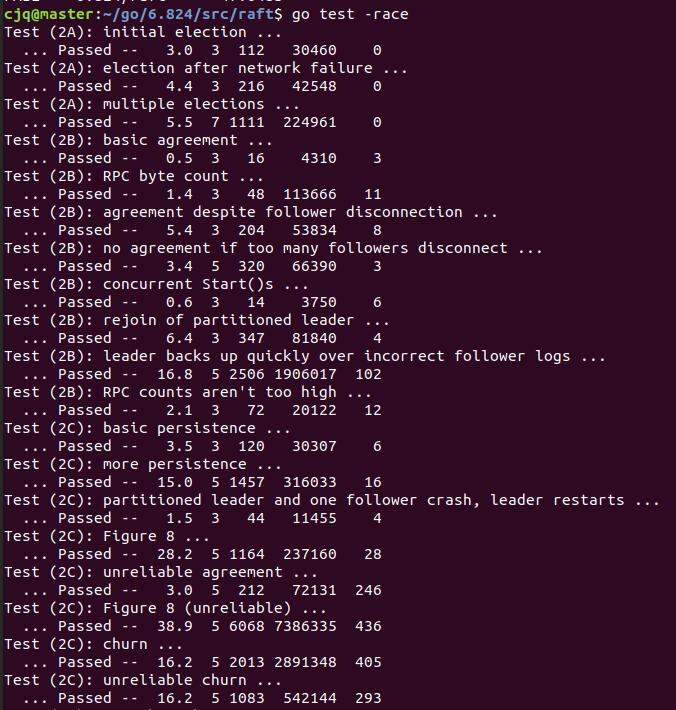 cjq@master:~/go/6.824/src/raft$ go test -race
Test (2A): initial election ...
  ... Passed --   3.0  3  112   30460    0
Test (2A): election after network failure ...
  ... Passed --   4.4  3  216   42548    0
Test (2A): multiple elections ...
  ... Passed --   5.5  7 1111  224961    0
Test (2B): basic agreement ...
  ... Passed --   0.5  3   16    4310    3
Test (2B): RPC byte count ...
  ... Passed --   1.4  3   48  113666   11
Test (2B): agreement despite follower disconnection ...
  ... Passed --   5.4  3  204   53834    8
Test (2B): no agreement if too many followers disconnect ...
  ... Passed --   3.4  5  320   66390    3
Test (2B): concurrent Start()s ...
  ... Passed --   0.6  3   14    3750    6
Test (2B): rejoin of partitioned leader ...
  ... Passed --   6.4  3  347   81840    4
Test (2B): leader backs up quickly over incorrect follower logs ...
  ... Passed --  16.8  5 2506 1906017  102
Test (2B): RPC counts aren't too high ...
  ... Passed --   2.1  3   72   20122   12
Test (2C): basic persistence ...
  ... Passed --   3.5  3  120   30307    6
Test (2C): more persistence ...
  ... Passed --  15.0  5 1457  316033   16
Test (2C): partitioned leader and one follower crash, leader restarts ...
  ... Passed --   1.5  3   44   11455    4
Test (2C): Figure 8 ...
  ... Passed --  28.2  5 1164  237160   28
Test (2C): unreliable agreement ...
  ... Passed --   3.0  5  212   72131  246
Test (2C): Figure 8 (unreliable) ...
  ... Passed --  38.9  5 6068 7386335  436
Test (2C): churn ...
  ... Passed --  16.2  5 2013 2891348  405
Test (2C): unreliable churn ...
  ... Passed --  16.2  5 1083  542144  293